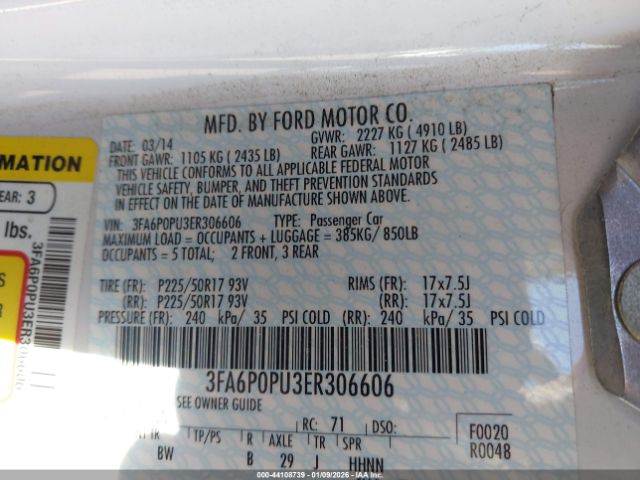 MFD. BY FORD MOTOR CO.
DATE: 03/14 GVWR: 2227 KG ( 4910 LB)
FRONT GAWR: 1105 KG ( 2435 LB) REAR GAWR: 1127 KG ( 2485 LB)
THIS VEHICLE CONFORMS TO ALL APPLICABLE FEDERAL MOTOR
VEHICLE SAFETY, BUMPER, AND THEFT PREVENTION STANDARDS
IN EFFECT ON THE DATE OF MANUFACTURE SHOWN ABOVE.
VIN: 3FA6P0PU3ER306606 TYPE: Passenger Car
MAXIMUM LOAD = OCCUPANTS + LUGGAGE = 385KG/ 850LB
OCCUPANTS = 5 TOTAL; 2 FRONT, 3 REAR
TIRE (FR): P225/50R17 93V RIMS (FR): 17x7.5J
(RR): P225/50R17 93V (RR): 17x7.5J
PRESSURE (FR): 240 kPa/ 35 PSI COLD (RR): 240 kPa/ 35 PSI COLD
3FA6P0PU3ER306606
SEE OWNER GUIDE
RC: 71 DSO: F0020
TR TP/PS R AXLE TR SPR R0048
BW B 29 J HHNN
RMATION
EAR: 3
lbs.
3FA6P0PU3ER306606
IAA-44108739 | 01/09/2026 | IAA Inc.